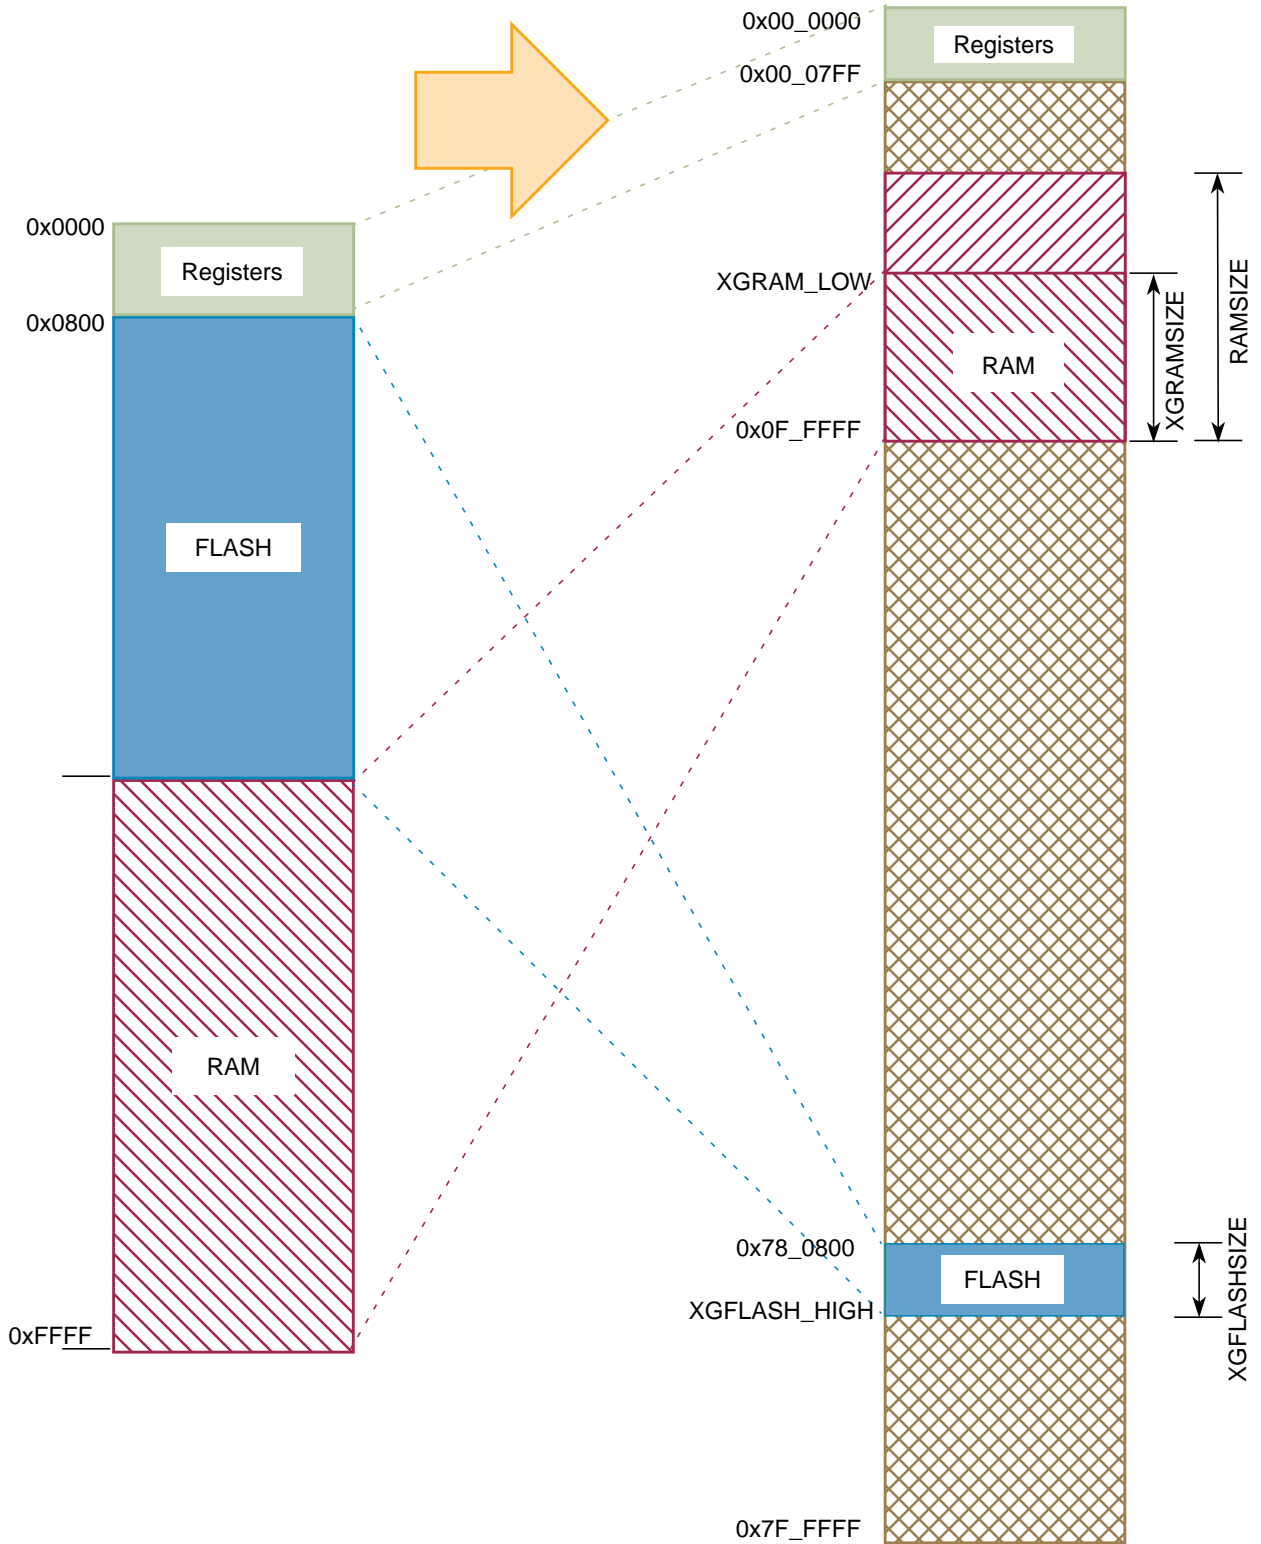 0x0000
Registers
0x0800
FLASH
RAM
0xFFFF
0x00_0000
Registers
0x00_07FF
XGRAM_LOW
RAM
0x0F_FFFF
XGRAMSIZE
RAMSIZE
0x78_0800
FLASH
XGFLASH_HIGH
XGFLASHSIZE
0x7F_FFFF